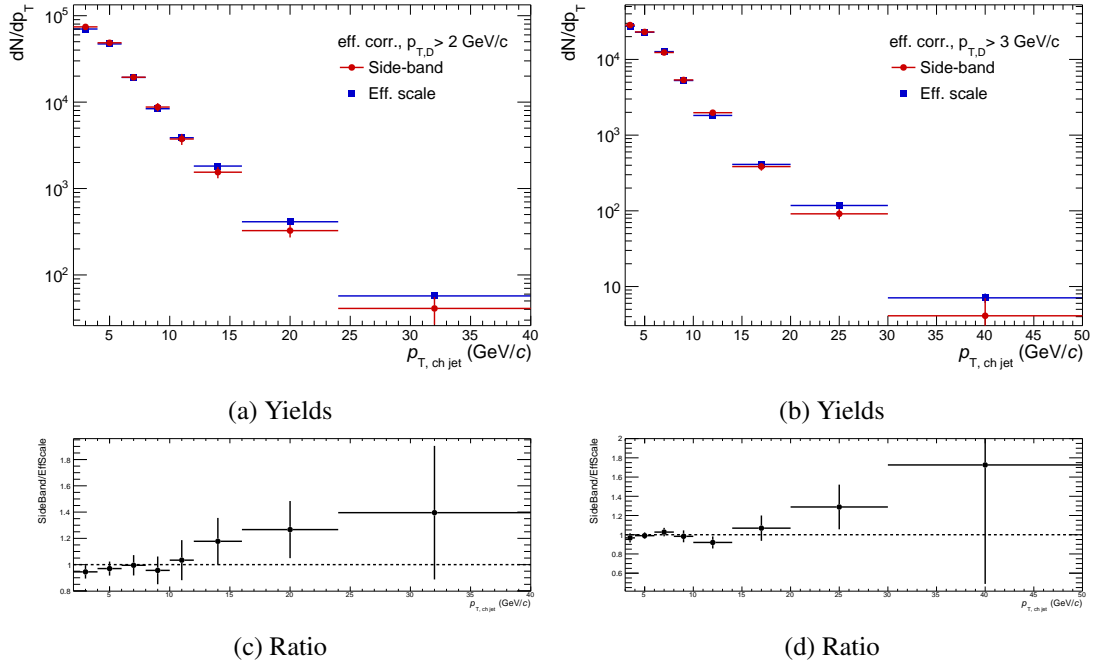 dN/dp_T
10^5
10^4
10^3
10^2
eff. corr., p_T,D > 2 GeV/c
Side-band
Eff. scale
5 10 15 20 25 30 35 40
p_T, ch jet (GeV/c)
(a) Yields
dN/dp_T
10^4
10^3
10^2
10
eff. corr., p_T,D > 3 GeV/c
Side-band
Eff. scale
5 10 15 20 25 30 35 40 45 50
p_T, ch jet (GeV/c)
(b) Yields
SideBand/EffScale
1.8
1.6
1.4
1.2
1
0.8
5 10 15 20 25 30 35 40
p_T, ch jet (GeV/c)
(c) Ratio
SideBand/EffScale
2
1.8
1.6
1.4
1.2
1
0.8
0.6
5 10 15 20 25 30 35 40 45 50
p_T, ch jet (GeV/c)
(d) Ratio